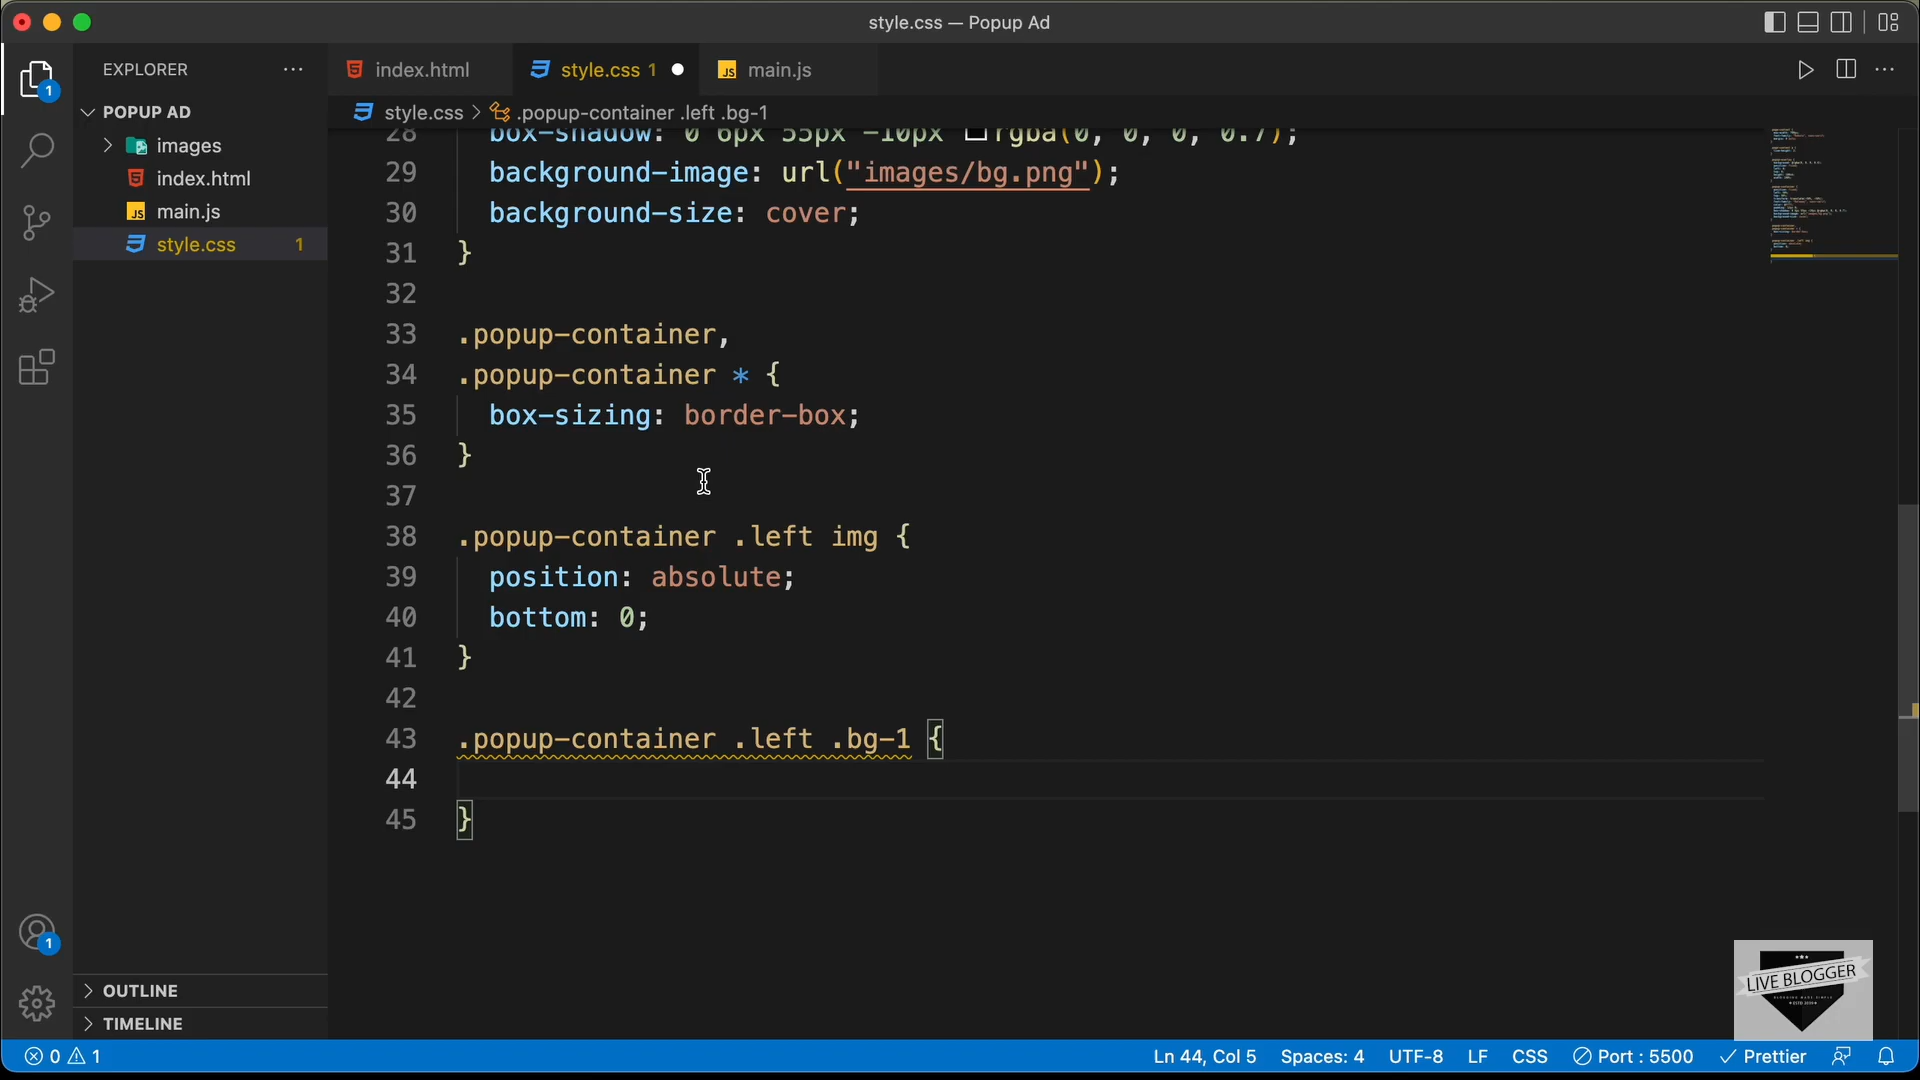 style.css — Popup Ad
EXPLORER
index.html
style.css 1
main.js
POPUP AD
style.css > .popup-container .left .bg-1
images
index.html
main.js
style.css 1
28 box-shadow: 0 6px 55px -10px rgba(0, 0, 0, 0.7);
29 background-image: url("images/bg.png");
30 background-size: cover;
31 }
32
33 .popup-container,
34 .popup-container * {
35 box-sizing: border-box;
36 }
37
38 .popup-container .left img {
39 position: absolute;
40 bottom: 0;
41 }
42
43 .popup-container .left .bg-1 {
44
45 }
1
1
OUTLINE
TIMELINE
LIVE BLOGGER
0 1
Ln 44, Col 5 Spaces: 4 UTF-8 LF CSS Port : 5500 Prettier